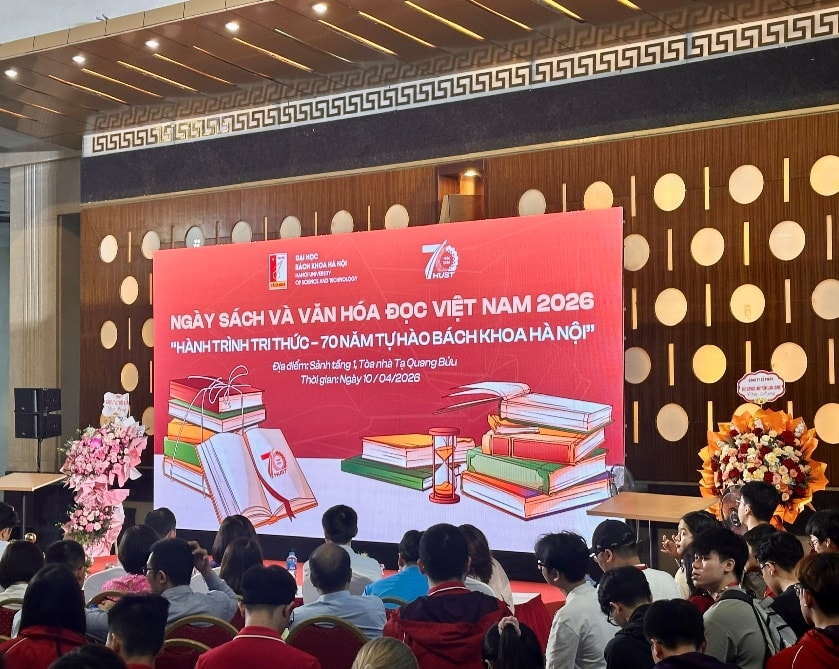 ĐẠI HỌC
BÁCH KHOA HÀ NỘI
HANOI UNIVERSITY
OF SCIENCE AND TECHNOLOGY
70
HUST
NGÀY SÁCH VÀ VĂN HÓA ĐỌC VIỆT NAM 2026
“HÀNH TRÌNH TRI THỨC – 70 NĂM TỰ HÀO BÁCH KHOA HÀ NỘI”
Địa điểm: Sảnh tầng 1, Tòa nhà Tạ Quang Bửu
Thời gian: Ngày 10 / 04/2026
70
HUST